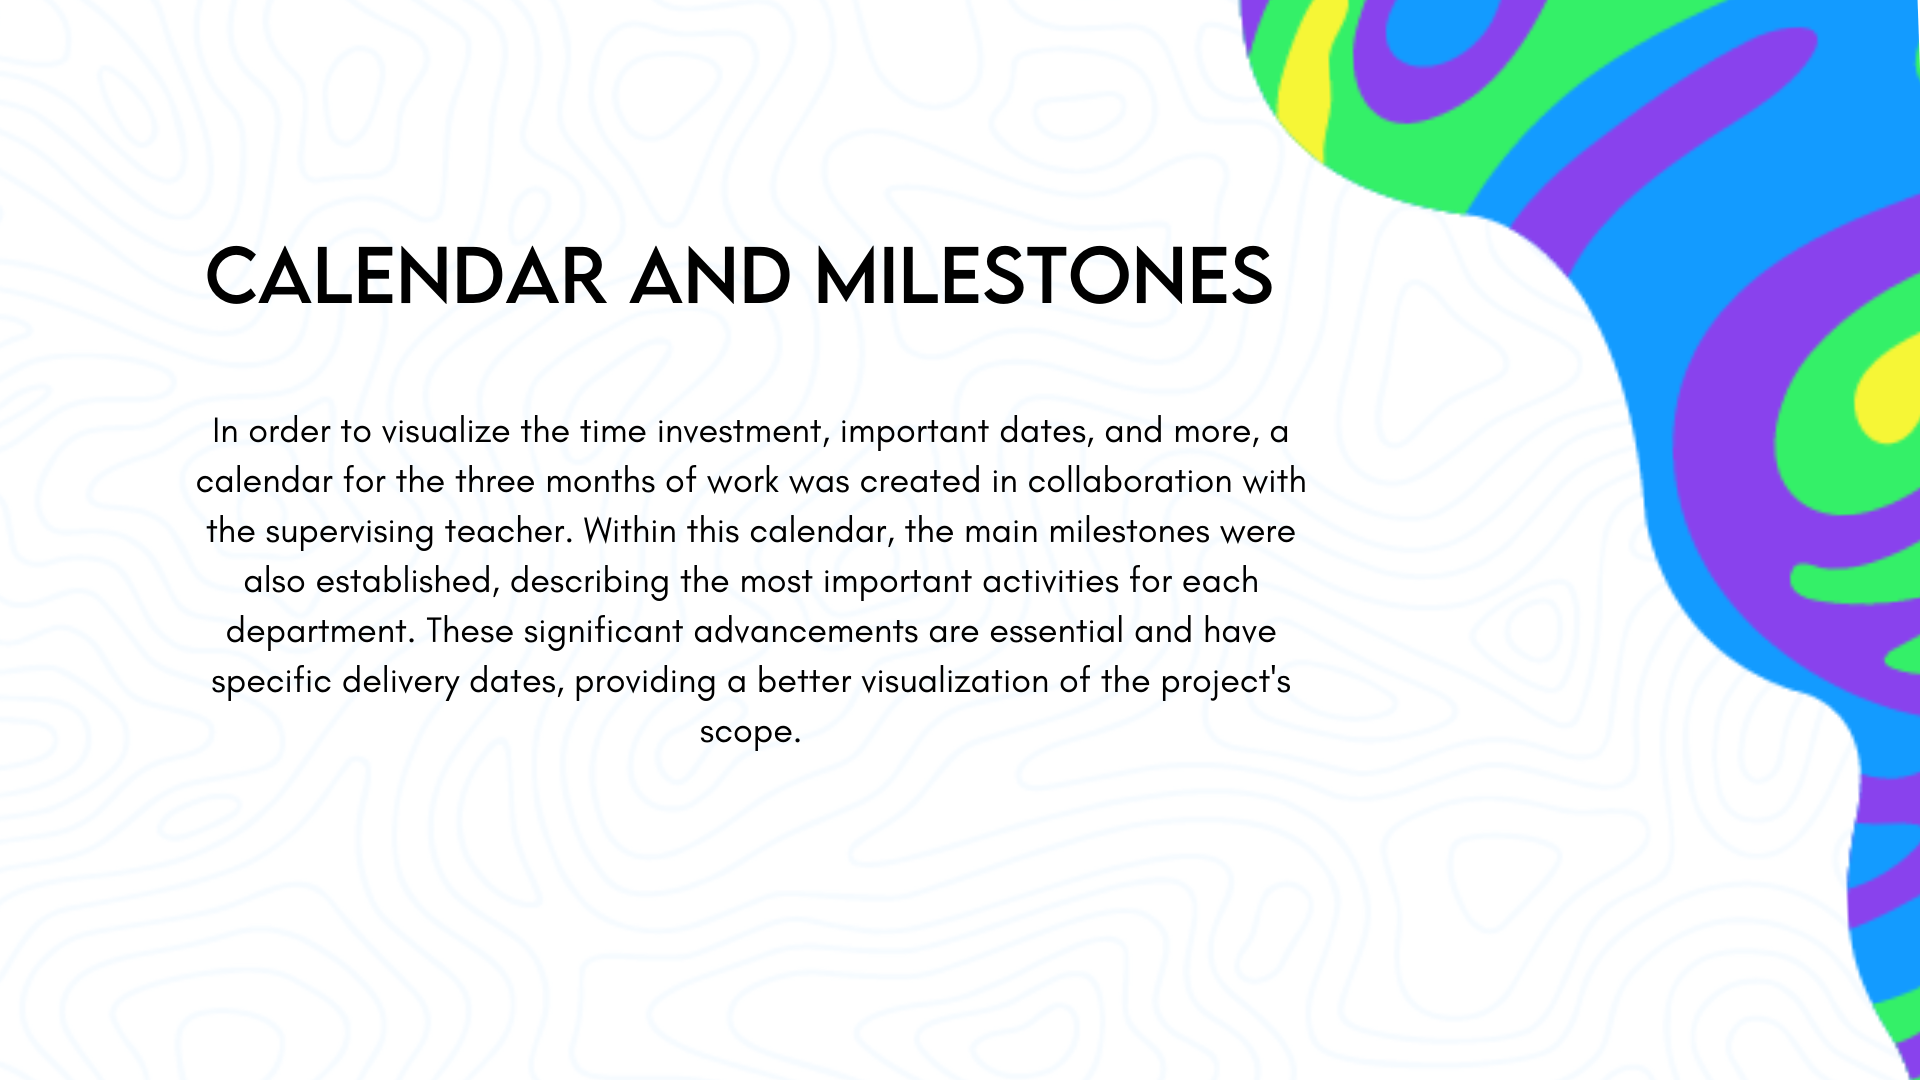 CALENDAR AND MILESTONES
In order to visualize the time investment, important dates, and more, a
calendar for the three months of work was created in collaboration with
the supervising teacher. Within this calendar, the main milestones were
also established, describing the most important activities for each
department. These significant advancements are essential and have
specific delivery dates, providing a better visualization of the project's
scope.